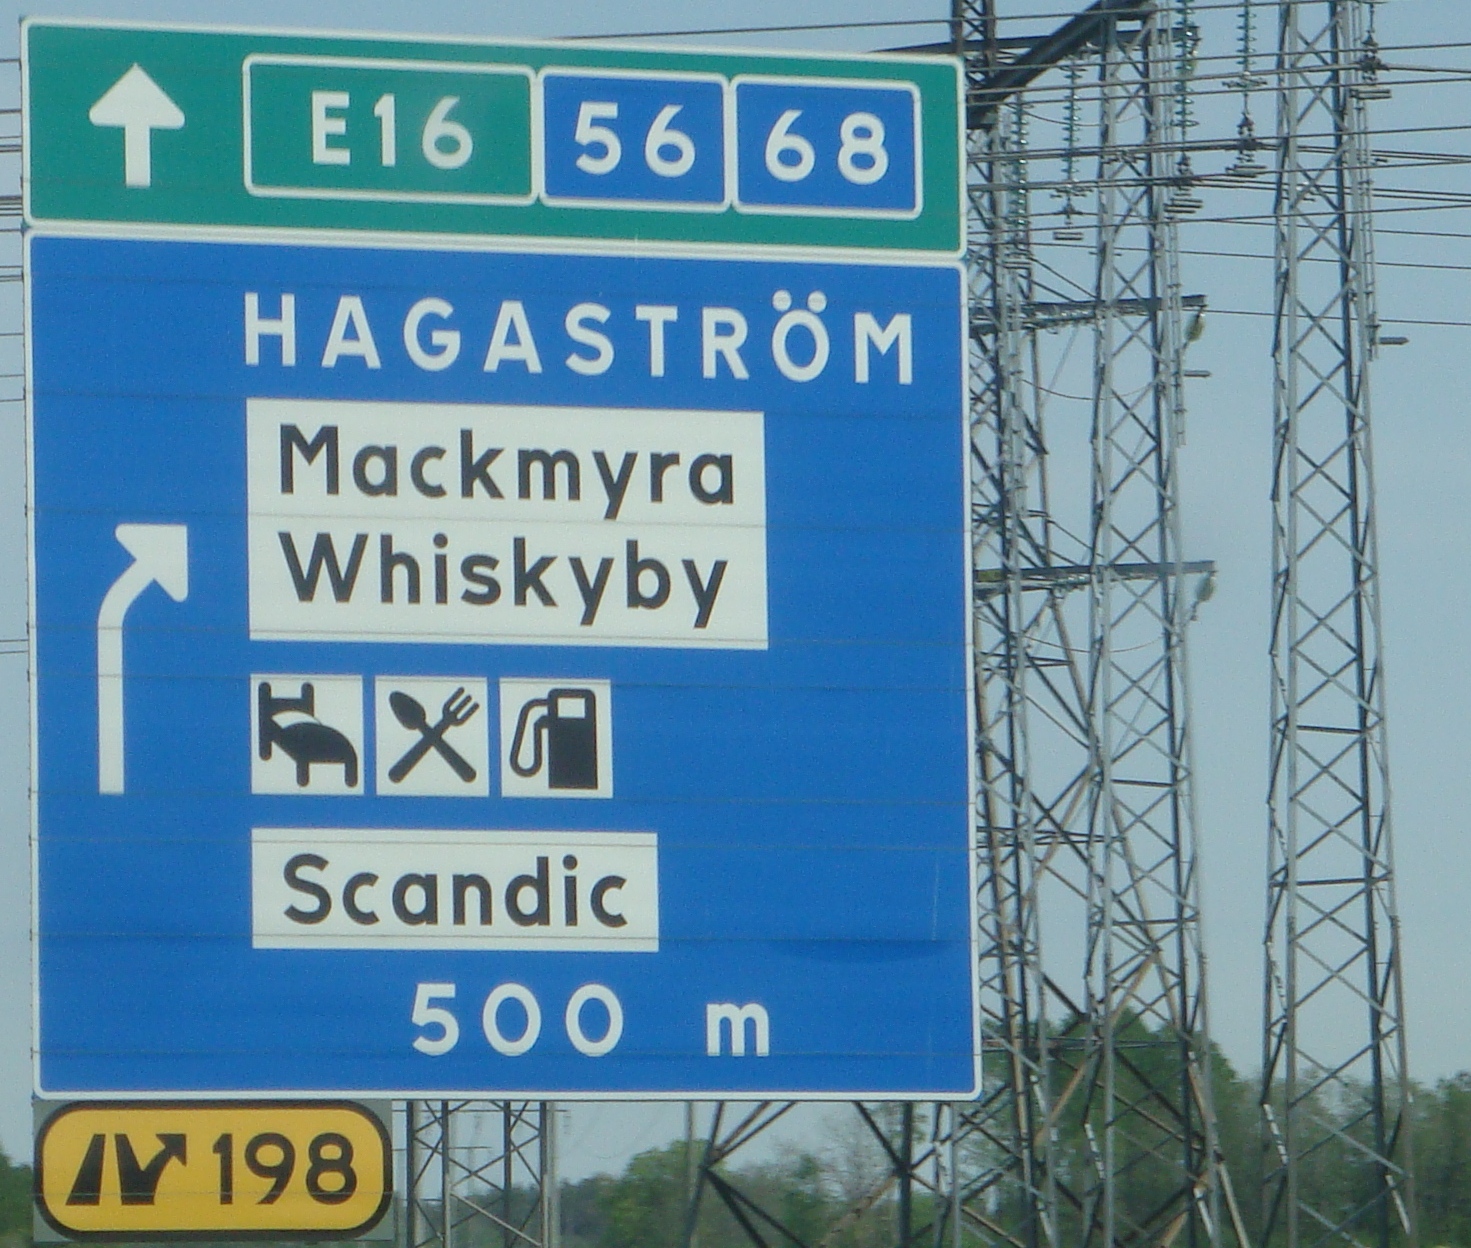 E16 56 68
HAGASTRÖM
Mackmyra
Whiskyby
Scandic
500 m
198